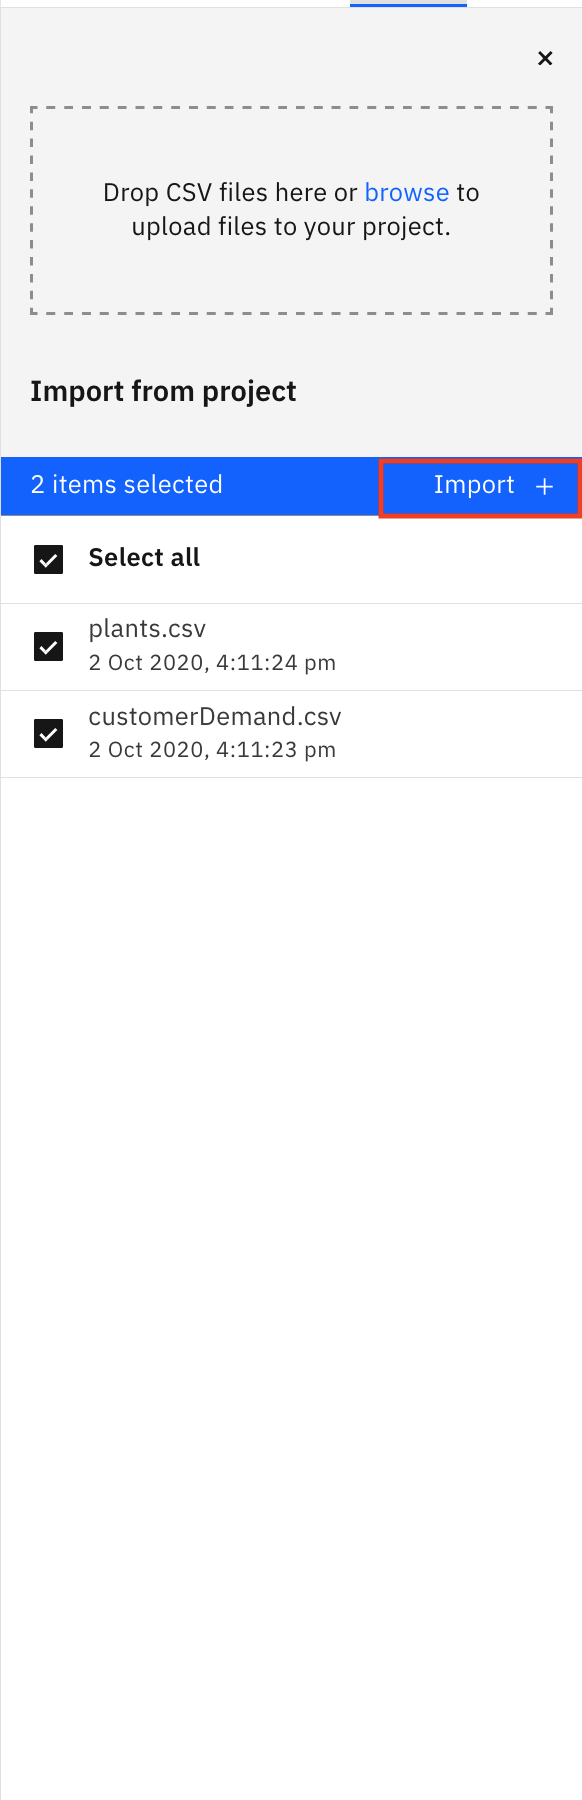 Drop CSV files here or browse to
upload files to your project.
Import from project
2 items selected
Import +
Select all
plants.csv
2 Oct 2020, 4:11:24 pm
customerDemand.csv
2 Oct 2020, 4:11:23 pm